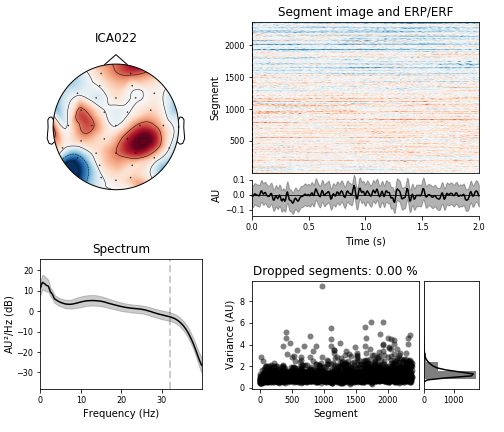 ICA022
Segment image and ERP/ERF
Segment
2000
1500
1000
500
AU
0.1
0.0
−0.1
0.0 0.5 1.0 1.5 2.0
Time (s)
Spectrum
AU²/Hz (dB)
20
10
0
−10
−20
−30
0 10 20 30
Frequency (Hz)
Dropped segments: 0.00 %
Variance (AU)
8
6
4
2
0
0 500 1000 1500 2000
Segment
0 1000